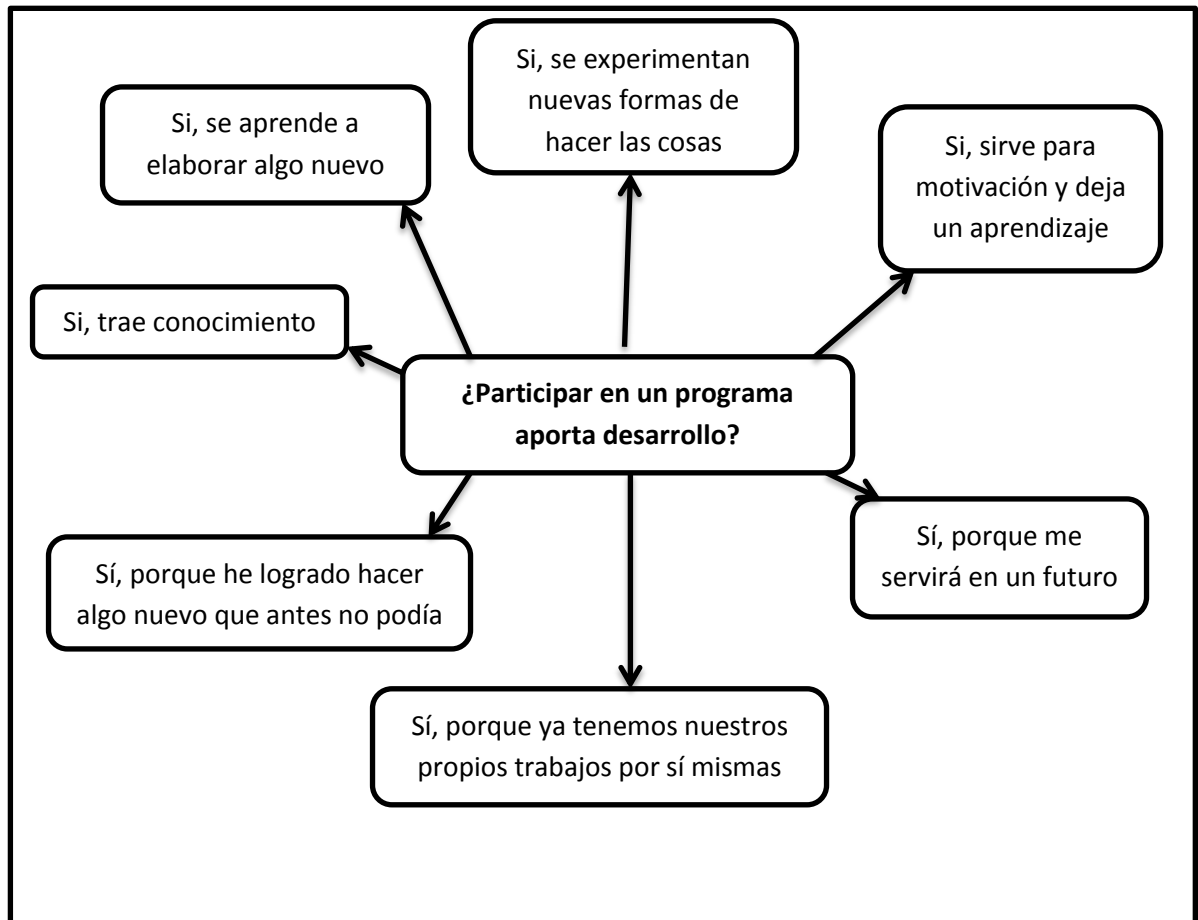 Si, se experimentan
nuevas formas de
hacer las cosas
Si, se aprende a
elaborar algo nuevo
Si, sirve para
motivación y deja
un aprendizaje
Si, trae conocimiento
¿Participar en un programa
aporta desarrollo?
Sí, porque me
servirá en un futuro
Sí, porque he logrado hacer
algo nuevo que antes no podía
Sí, porque ya tenemos nuestros
propios trabajos por sí mismas